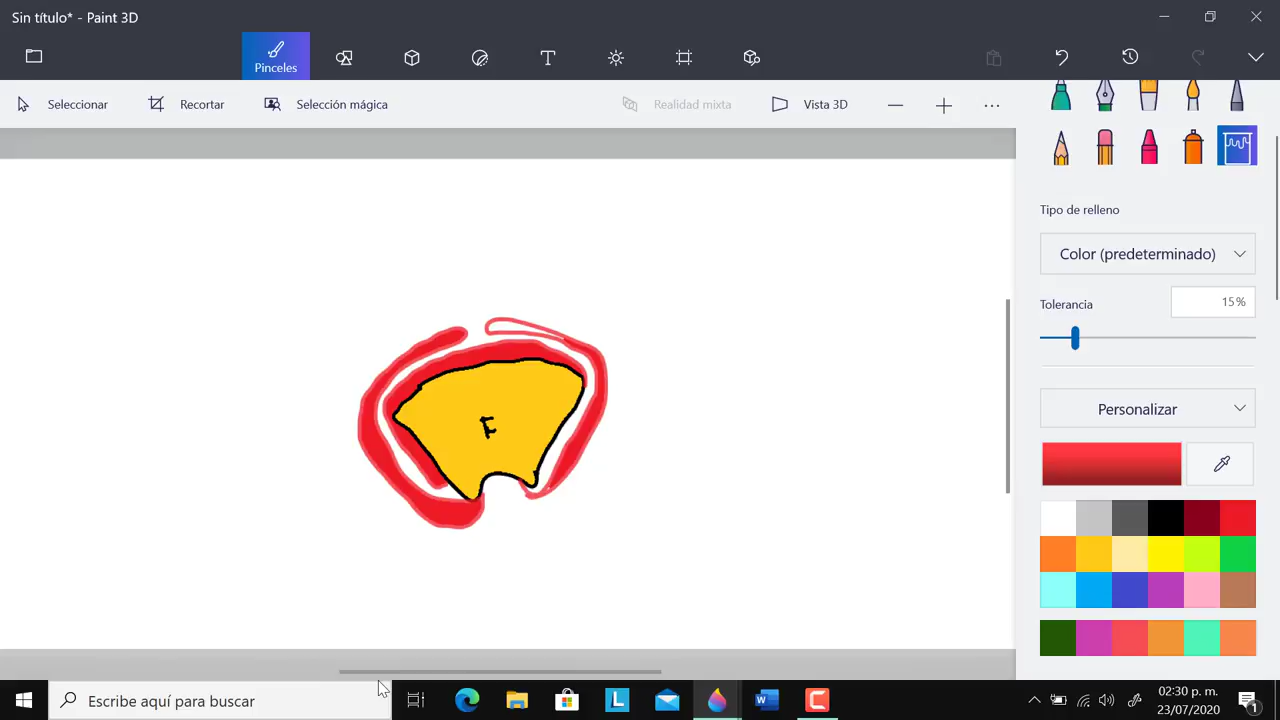 Sin título* - Paint 3D
Pinceles
Seleccionar
Recortar
Selección mágica
Realidad mixta
Vista 3D
Tipo de relleno
Color (predeterminado)
Tolerancia
15%
Personalizar
F
Escribe aquí para buscar
L
W
02:30 p. m.
23/07/2020
1